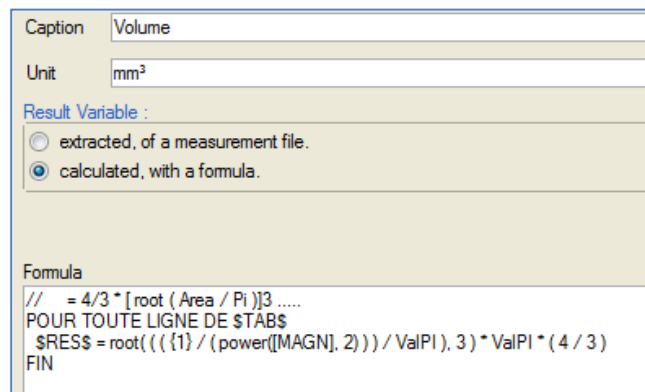 Caption Volume
Unit mm³
Result Variable :
extracted, of a measurement file.
calculated, with a formula.
Formula
// = 4/3 * [ root ( Area / Pi )]3 .....
POUR TOUTE LIGNE DE $TAB$
$RES$ = root( ( ( {1} / ( power([MAGN], 2) ) ) / ValPI ), 3 ) * ValPI * ( 4 / 3 )
FIN